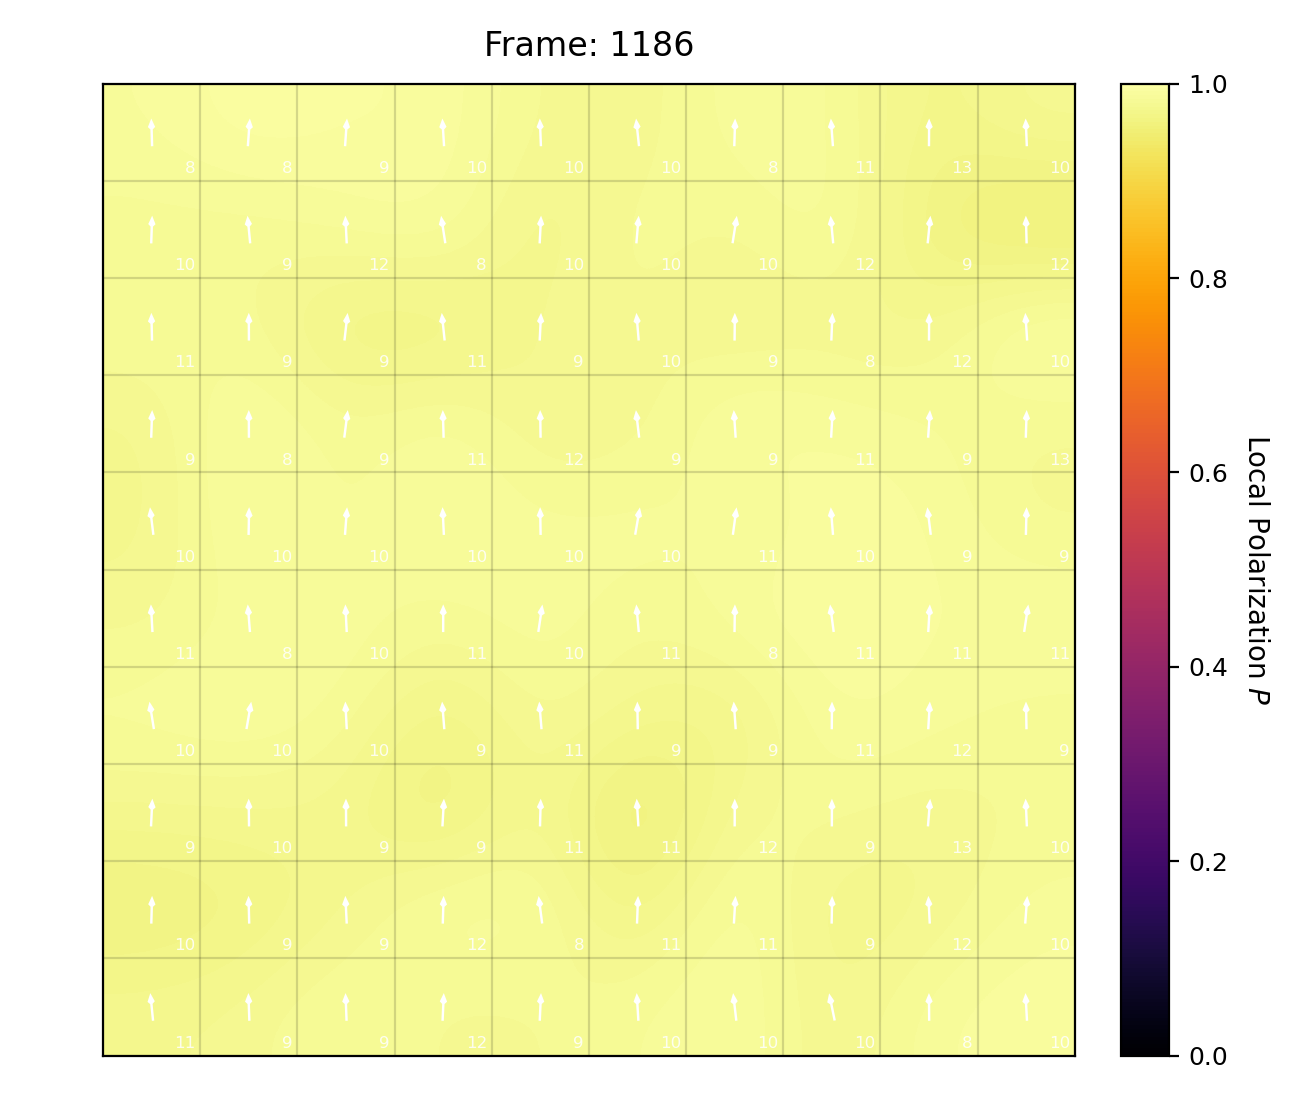 Frame: 1186
8 8 9 10 10 10 8 11 13 10
10 9 12 8 10 10 10 12 9 12
11 9 9 11 9 10 9 8 12 10
9 8 9 11 12 9 9 11 9 13
10 10 10 10 10 10 11 10 9 9
11 8 10 11 10 11 8 11 11 11
10 10 10 9 11 9 9 11 12 9
9 10 9 9 11 11 12 9 13 10
10 9 9 12 8 11 11 9 12 10
11 9 9 12 9 10 10 10 8 10
1.0
0.8
0.6
0.4
0.2
0.0
Local Polarization P